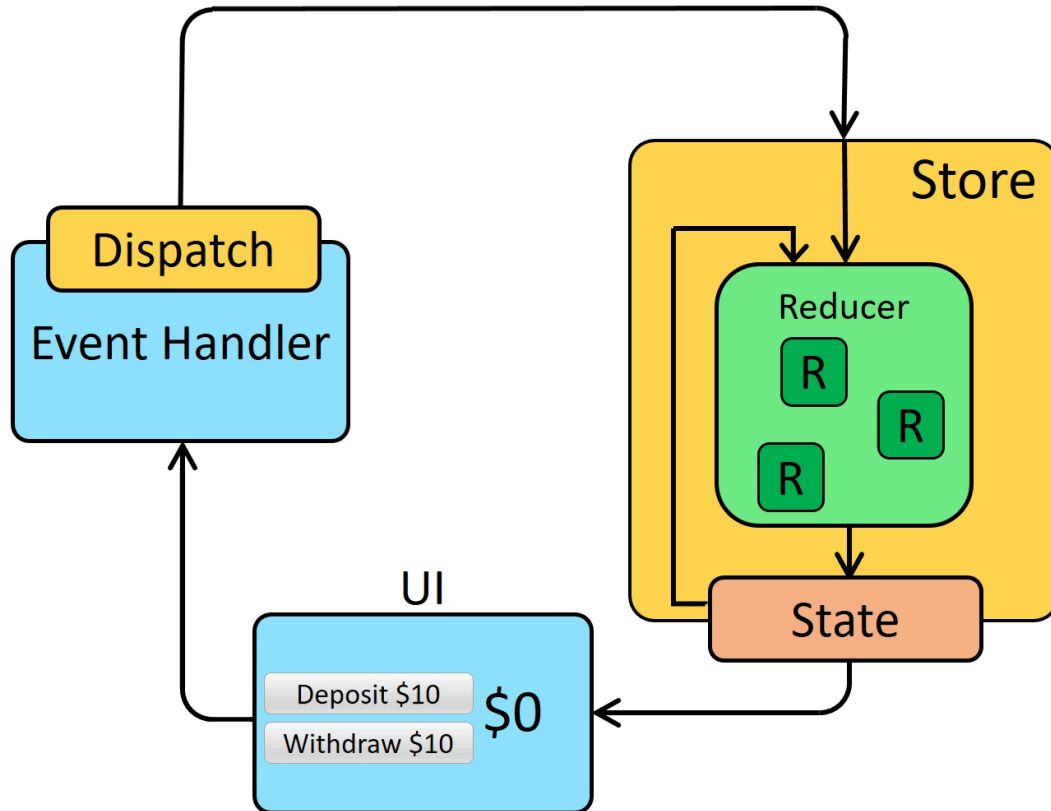 Store
Dispatch
Event Handler
Reducer
R
R
R
State
UI
Deposit $10
Withdraw $10
$0